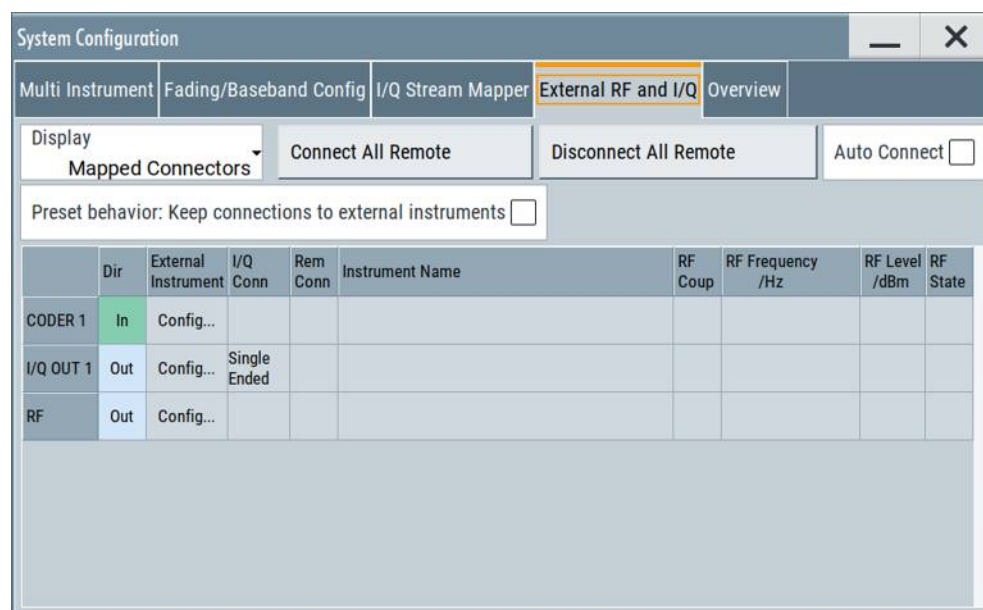 System Configuration
Multi Instrument Fading/Baseband Config I/Q Stream Mapper External RF and I/Q Overview
Display
Mapped Connectors
Connect All Remote
Disconnect All Remote
Auto Connect
Preset behavior: Keep connections to external instruments
Dir
External
Instrument
I/Q
Conn
Rem
Conn
Instrument Name
RF
Coup
RF Frequency
/Hz
RF Level
/dBm
RF
State
CODER 1 In Config...
I/Q OUT 1 Out Config... Single
Ended
RF Out Config...